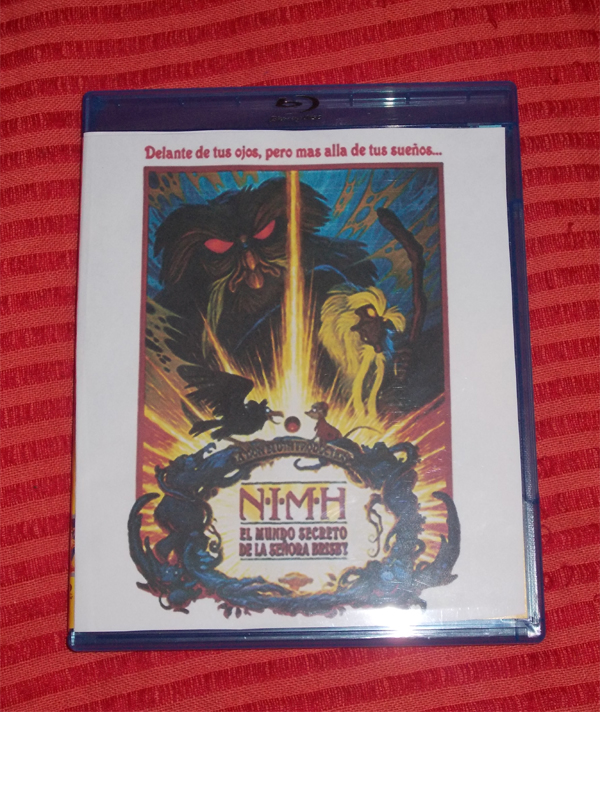 Delante de tus ojos, pero mas alla de tus sueños...
N·I·M·H
EL MUNDO SECRETO
DE LA SEÑORA BRISBY